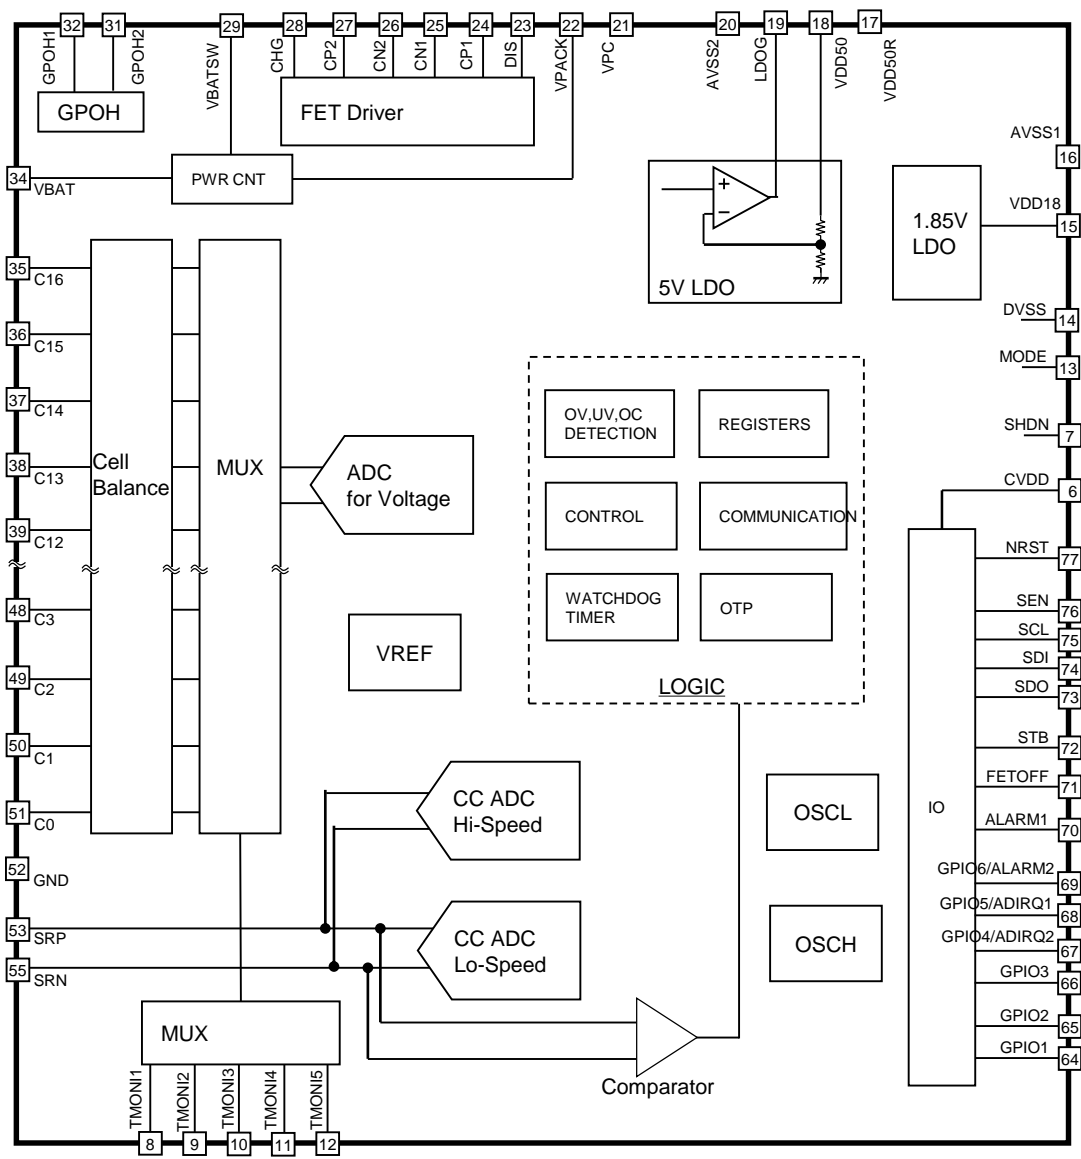 32
31
29
28
27
26
25
24
23
22
21
20
19
18
17
GPOH1
GPOH2
VBATSW
CHG
CP2
CN2
CN1
CP1
DIS
VPACK
VPC
AVSS2
LDOG
VDD50
VDD50R
GPOH
FET Driver
PWR CNT
34
VBAT
35
C16
36
C15
37
C14
38
C13
39
C12
48
C3
49
C2
50
C1
51
C0
52
GND
53
SRP
55
SRN
Cell
Balance
MUX
ADC
for Voltage
VREF
+
−
5V LDO
1.85V
LDO
OV,UV,OC
DETECTION
REGISTERS
CONTROL
COMMUNICATION
WATCHDOG
TIMER
OTP
LOGIC
CC ADC
Hi-Speed
CC ADC
Lo-Speed
OSCL
OSCH
Comparator
MUX
TMONI1
TMONI2
TMONI3
TMONI4
TMONI5
8
9
10
11
12
IO
AVSS1
16
VDD18
15
DVSS
14
MODE
13
SHDN
7
CVDD
6
NRST
77
SEN
76
SCL
75
SDI
74
SDO
73
STB
72
FETOFF
71
ALARM1
70
GPIO6/ALARM2
69
GPIO5/ADIRQ1
68
GPIO4/ADIRQ2
67
GPIO3
66
GPIO2
65
GPIO1
64